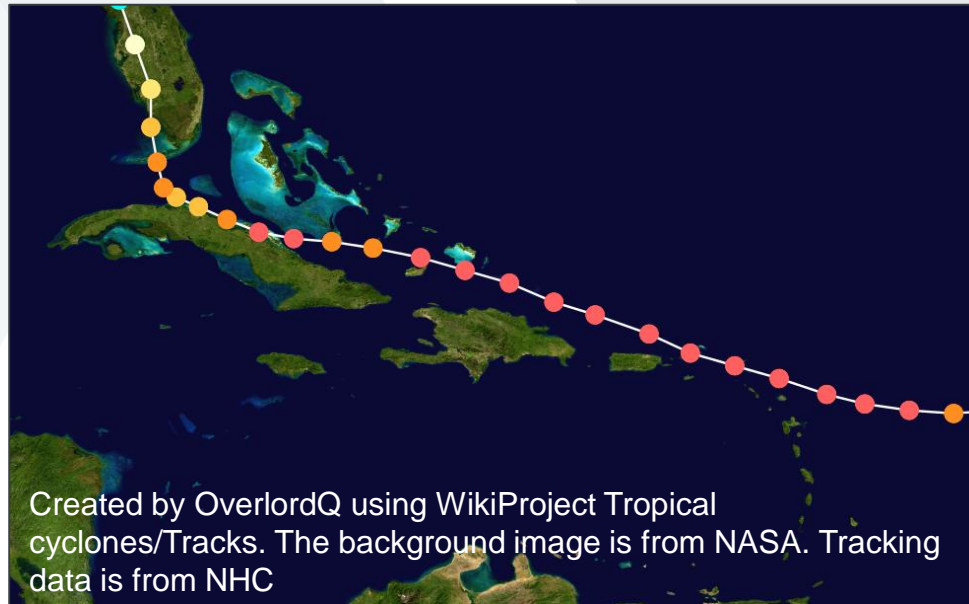 Created by OverlordQ using WikiProject Tropical
cyclones/Tracks. The background image is from NASA. Tracking
data is from NHC